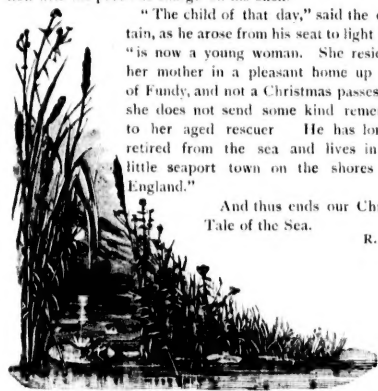 “ The child of that day,” said the
tain, as he arose from his seat to light
“ is now a young woman. She resid
her mother in a pleasant home up
of Fundy, and not a Christmas passes
she does not send some kind reme
to her aged rescuer He has lon
retired from the sea and lives in
little seaport town on the shores
England.”
And thus ends our Ch
Tale of the Sea.
R.